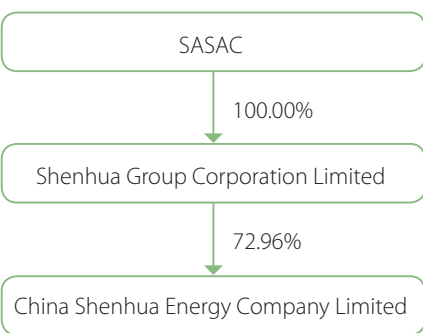 SASAC
100.00%
Shenhua Group Corporation Limited
72.96%
China Shenhua Energy Company Limited